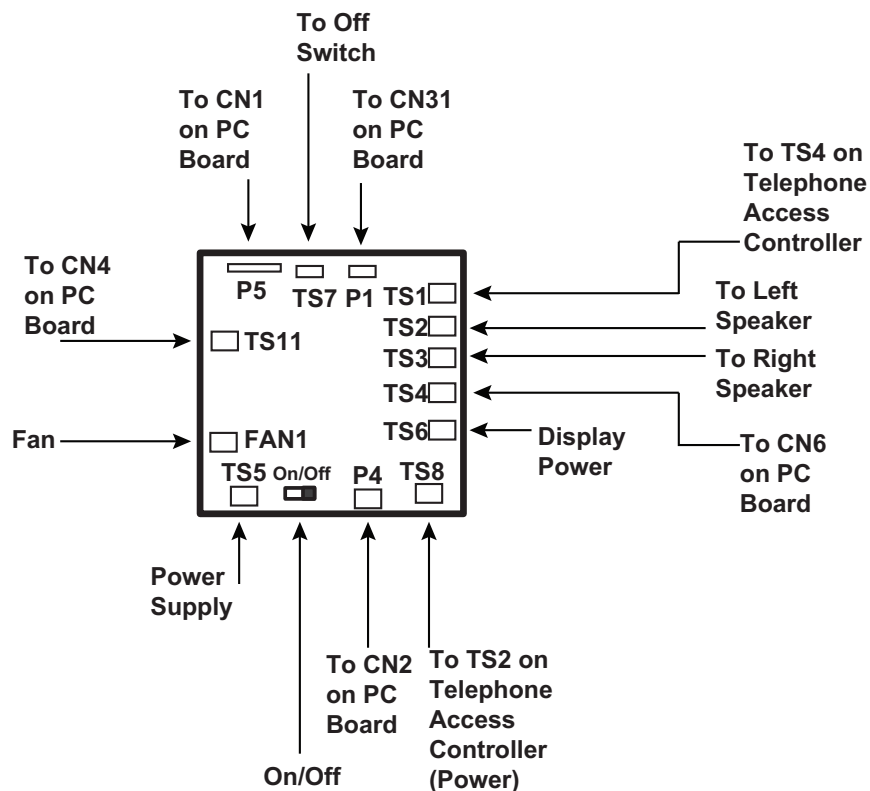 To Off
Switch
To CN1
on PC
Board
To CN31
on PC
Board
To TS4 on
Telephone
Access
Controller
To CN4
on PC
Board
P5
TS7
P1
TS1
To Left
Speaker
TS2
TS11
TS3
To Right
Speaker
TS4
Fan
FAN1
TS6
Display
Power
To CN6
on PC
Board
TS5
On/Off
P4
TS8
Power
Supply
To CN2
on PC
Board
To TS2 on
Telephone
Access
Controller
(Power)
On/Off